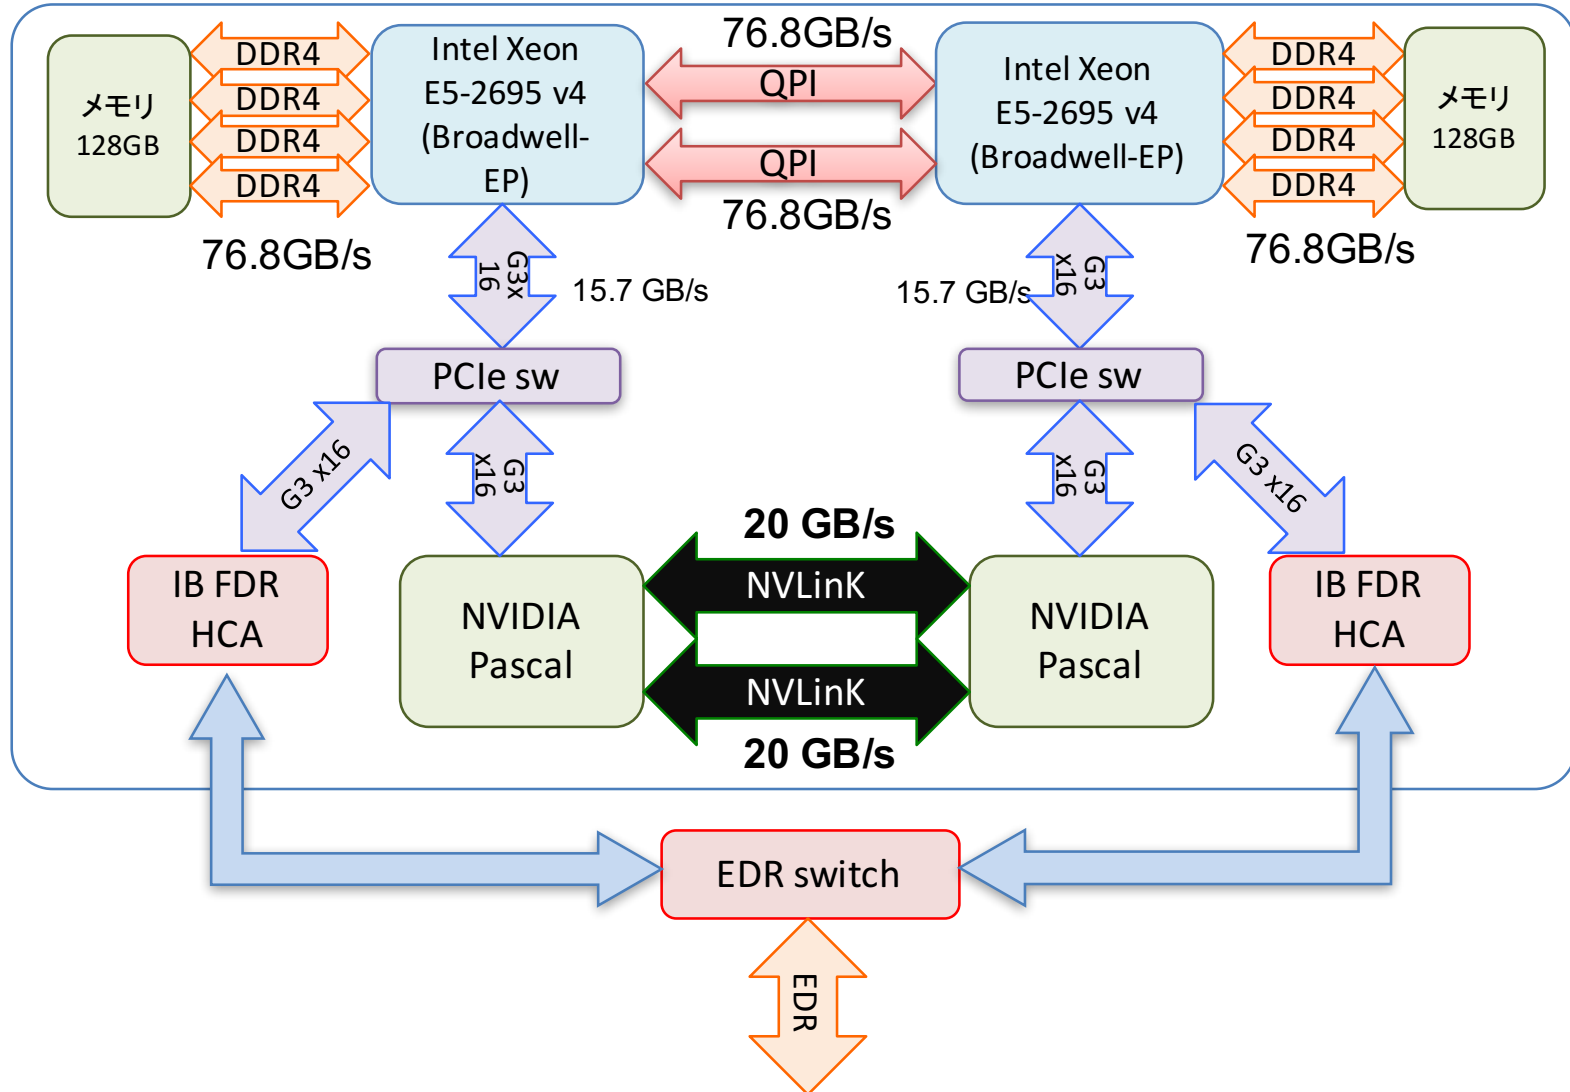 76.8GB/s
DDR4
DDR4
DDR4
DDR4
メモリ
128GB
76.8GB/s
Intel Xeon
E5-2695 v4
(Broadwell-
EP)
QPI
QPI
76.8GB/s
Intel Xeon
E5-2695 v4
(Broadwell-EP)
DDR4
DDR4
DDR4
DDR4
メモリ
128GB
76.8GB/s
G3x
16
15.7 GB/s
15.7 GB/s
G3
x16
PCIe sw
PCIe sw
G3 x16
G3
x16
G3
x16
G3 x16
IB FDR
HCA
NVIDIA
Pascal
20 GB/s
NVLinK
NVLinK
20 GB/s
NVIDIA
Pascal
IB FDR
HCA
EDR switch
EDR